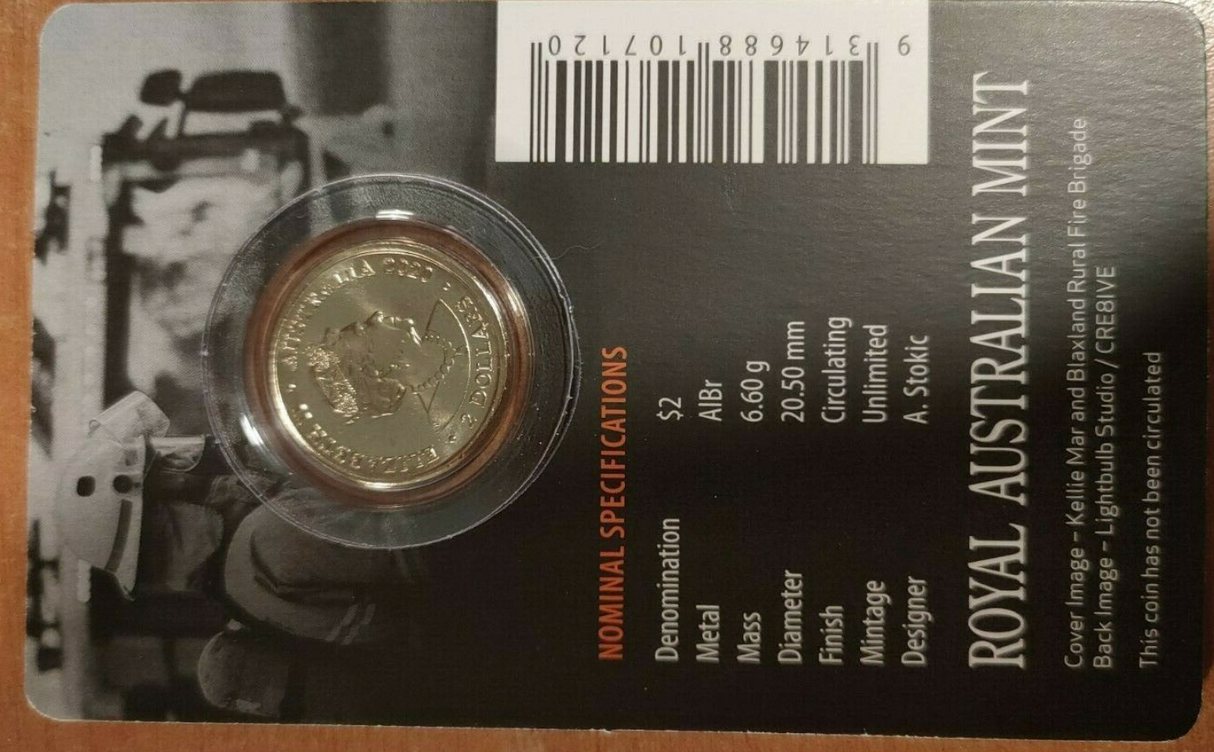 ELIZABETH II • AUSTRALIA 2020 •
2 DOLLARS
NOMINAL SPECIFICATIONS
Denomination $2
Metal AlBr
Mass 6.60 g
Diameter 20.50 mm
Finish Circulating
Mintage Unlimited
Designer A. Stokic
9 314688 107120
ROYAL AUSTRALIAN MINT
Cover Image – Kellie Mar and Blaxland Rural Fire Brigade
Back Image – Lightbulb Studio / CRE8IVE
This coin has not been circulated